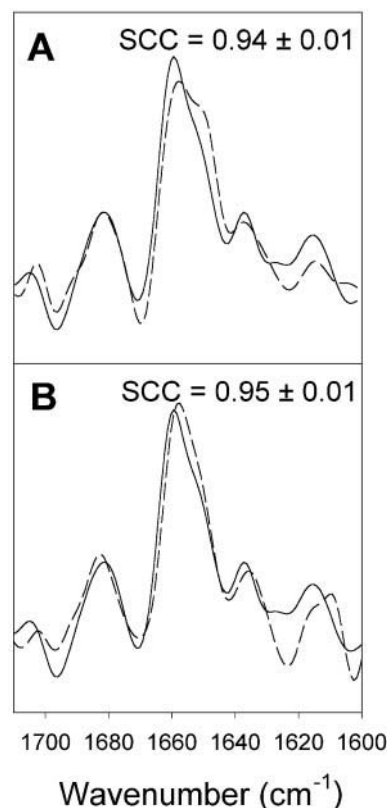 A
SCC = 0.94 ± 0.01
B
SCC = 0.95 ± 0.01
1700 1680 1660 1640 1620 1600
Wavenumber (cm⁻¹)